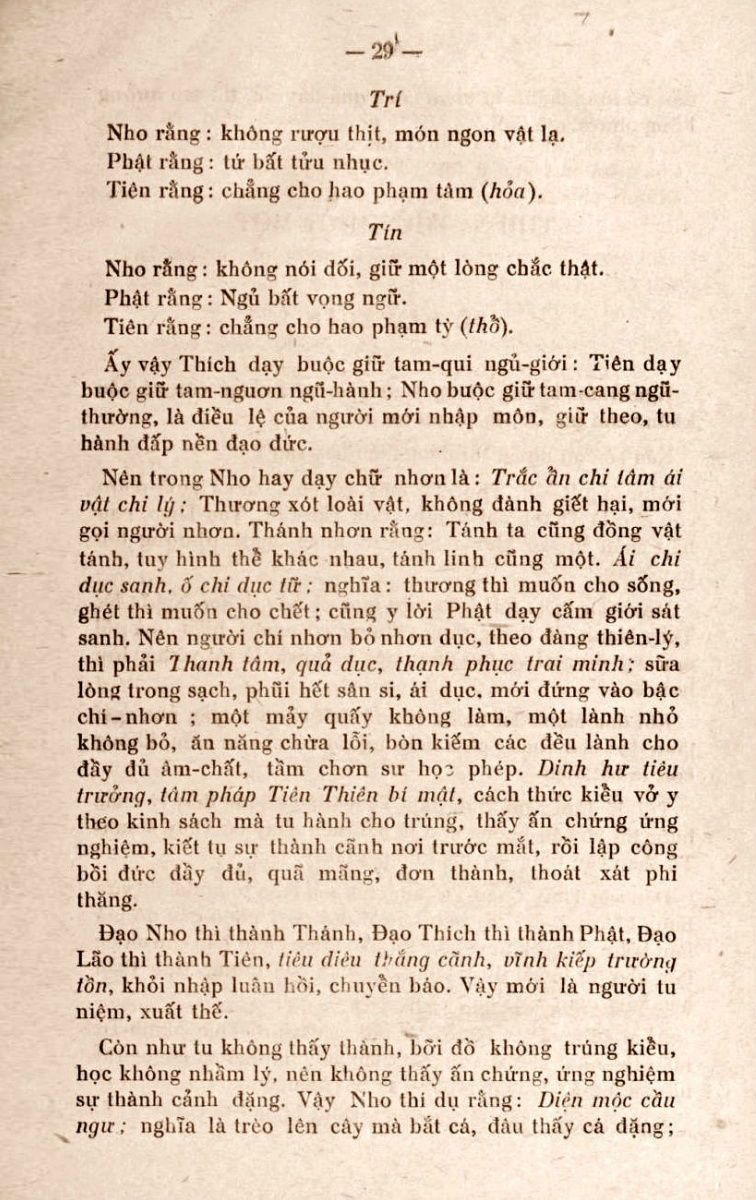 — 29 —
Trí
Nho rằng : không rượu thịt, món ngon vật lạ.
Phật rằng : tứ bất tửu nhục.
Tiên rằng : chẳng cho hao phạm tâm (hỏa).
Tín
Nho rằng : không nói dối, giữ một lòng chắc thật.
Phật rằng : Ngủ bất vọng ngữ.
Tiên rằng : chẳng cho hao phạm tỳ (thổ).
Ấy vậy Thích dạy buộc giữ tam-qui ngủ-giới : Tiên dạy
buộc giữ tam-nguơn ngũ-hành ; Nho buộc giữ tam-cang ngũ-
thường, là điều lệ của người mới nhập môn, giữ theo, tu
hành đấp nền đạo đức.
Nên trong Nho hay dạy chữ nhơn là : Trắc ẩn chi tâm ái
vật chi lý ; Thương xót loài vật, không đành giết hại, mới
gọi người nhơn. Thánh nhơn rằng : Tánh ta cũng đồng vật
tánh, tuy hình thể khác nhau, tánh linh cũng một. Ái chi
dục sanh, ố chi dục tử ; nghĩa : thương thì muốn cho sống,
ghét thì muốn cho chết ; cũng y lời Phật dạy cấm giới sát
sanh. Nên người chí nhơn bỏ nhơn dục, theo đàng thiên-lý,
thì phải Thanh tâm, quả dục, thạnh phục trai minh ; sữa
lòng trong sạch, phũi hết sân si, ái dục, mới đứng vào bậc
chí-nhơn ; một mảy quấy không làm, một lành nhỏ
không bỏ, ăn năng chừa lỗi, bòn kiếm các đều lành cho
đầy đủ âm-chất, tầm chơn sư học phép. Dinh hư tiêu
trưởng, tâm pháp Tiên Thiên bí mật, cách thức kiều vở y
theo kinh sách mà tu hành cho trúng, thấy ấn chứng ứng
nghiệm, kiết tụ sự thành cãnh nơi trước mắt, rồi lập công
bồi đức đầy đủ, quã mãng, đơn thành, thoát xát phi
thăng.
Đạo Nho thì thành Thánh, Đạo Thích thì thành Phật, Đạo
Lão thì thành Tiên, tiêu diêu thắng cãnh, vĩnh kiếp trường
tồn, khỏi nhập luân hồi, chuyển báo. Vậy mới là người tu
niệm, xuất thế.
Còn như tu không thấy thành, bỡi đồ không trúng kiều,
học không nhầm lý, nên không thấy ấn chứng, ứng nghiệm
sự thành cảnh đặng. Vậy Nho thí dụ rằng : Diện mộc cầu
ngư ; nghĩa là trèo lên cây mà bắt cá, đâu thấy cá đặng ;